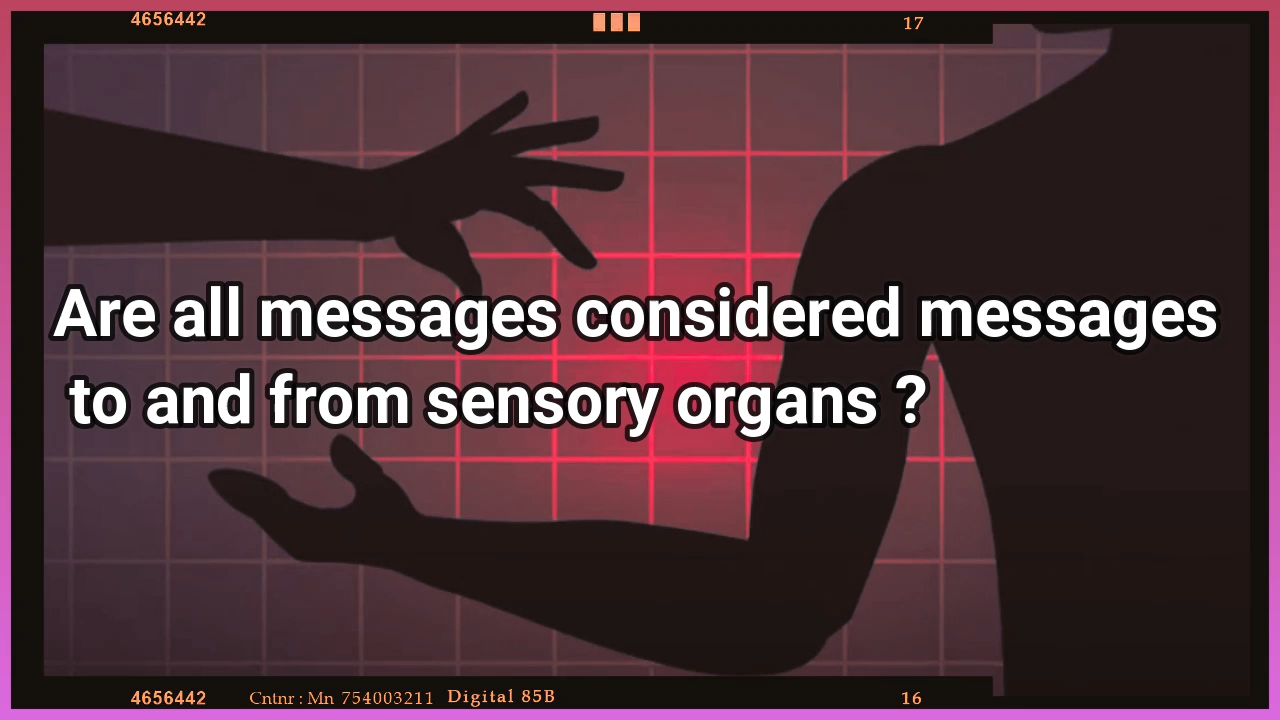 4656442
17
Are all messages considered messages
to and from sensory organs ?
4656442 Cntnr : Mn 754003211 Digital 85B
16